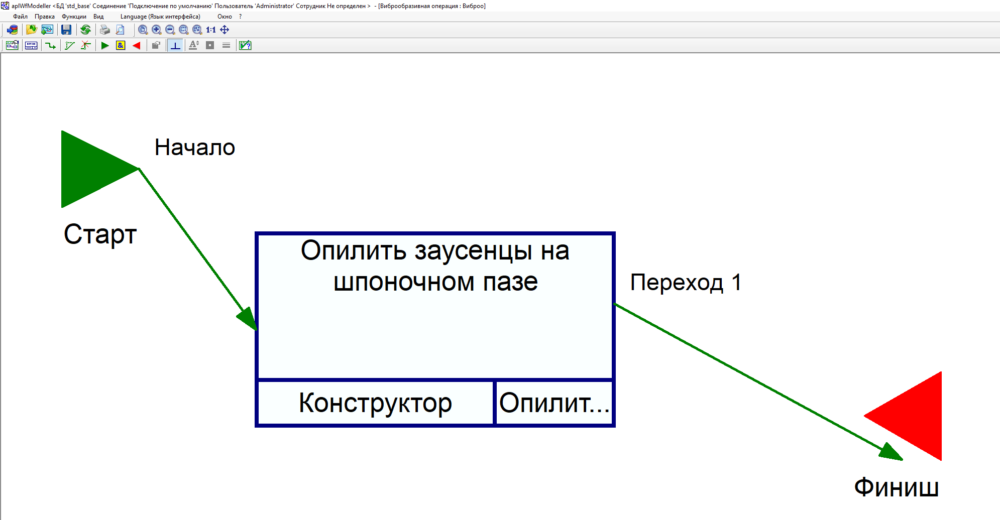 aplWfModeller <БД 'std_base' Соединение 'Подключение по умолчанию' Пользователь 'Administrator' Сотрудник Не определен > - [Виброобразивная операция : Виброо]
Файл Правка Функции Вид Language (Язык интерфейса) Окно ?
1:1
&
A
?
Начало
Старт
Опилить заусенцы на
шпоночном пазе
Переход 1
Конструктор Опилит...
Финиш